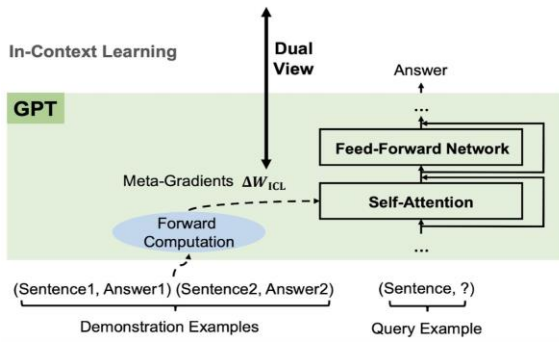 In-Context Learning
Dual
View
Answer
...
GPT
Feed-Forward Network
Meta-Gradients ΔW_ICL
Self-Attention
Forward
Computation
...
(Sentence1, Answer1) (Sentence2, Answer2)
(Sentence, ?)
Demonstration Examples
Query Example